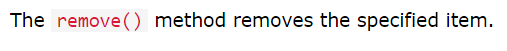 The remove() method removes the specified item.